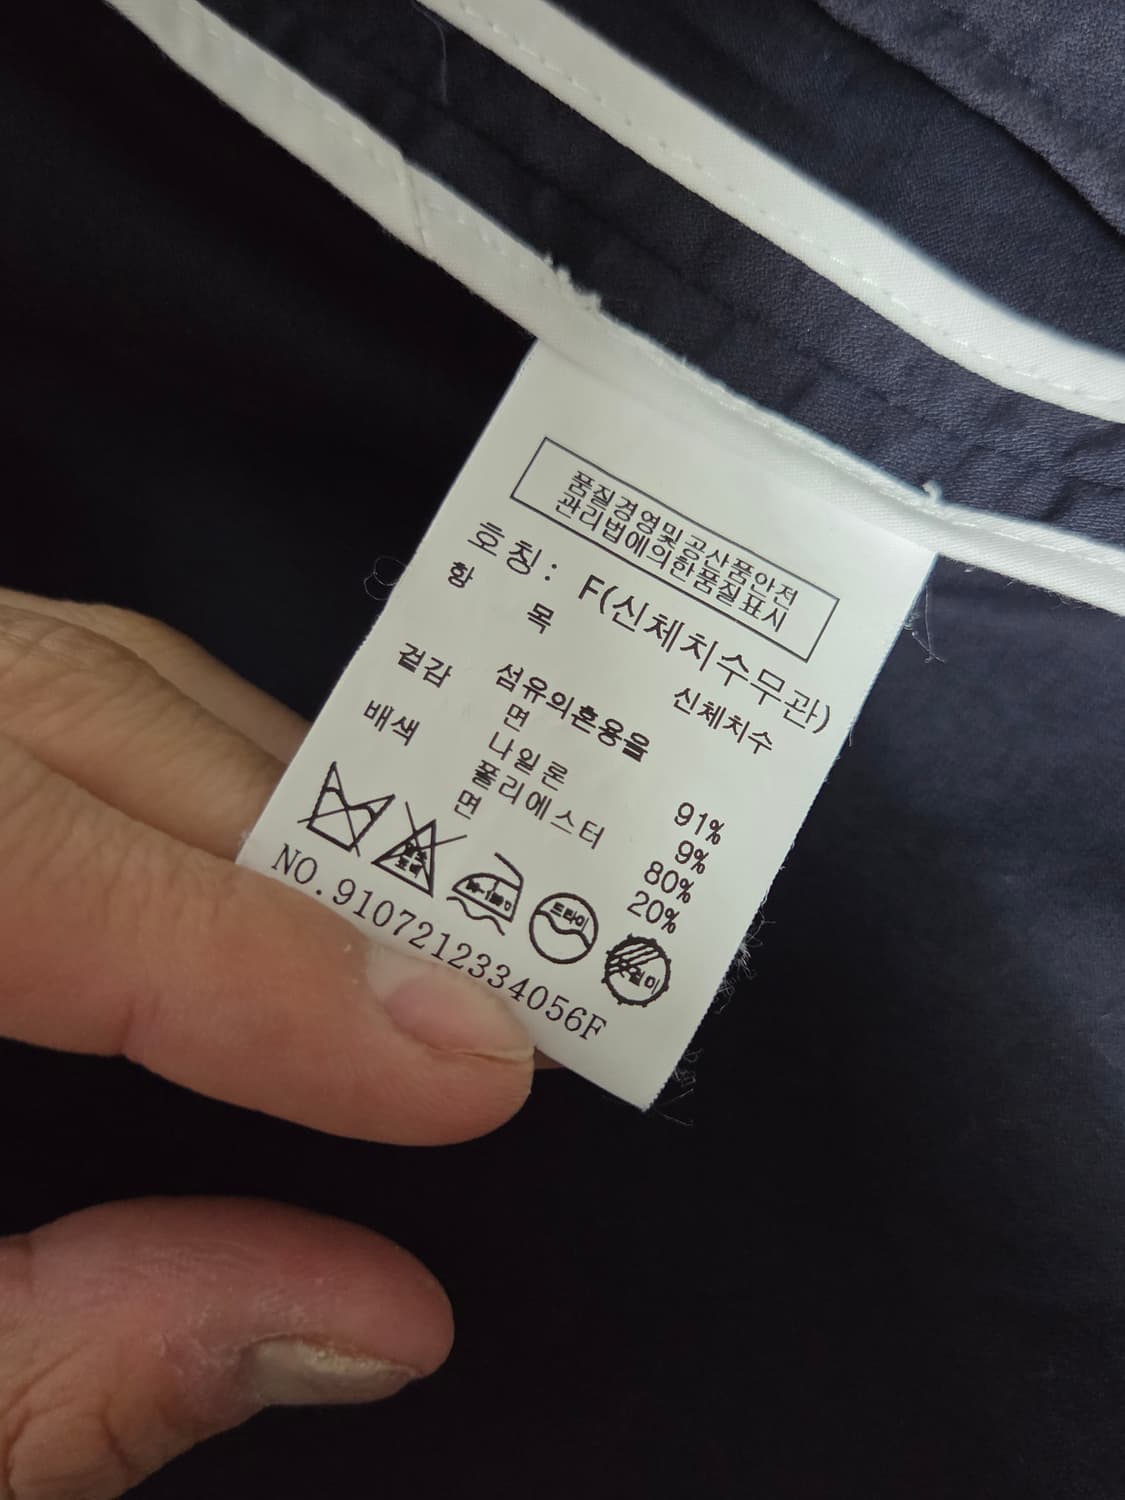 품질경영및공산품안전
관리법에의한품질표시
호칭: F(신체치수무관)
항 목 신체치수
섬유의혼용율
겉감 면 91%
나일론 9%
배색 폴리에스터 80%
면 20%
드라이
NO.9107212334056F